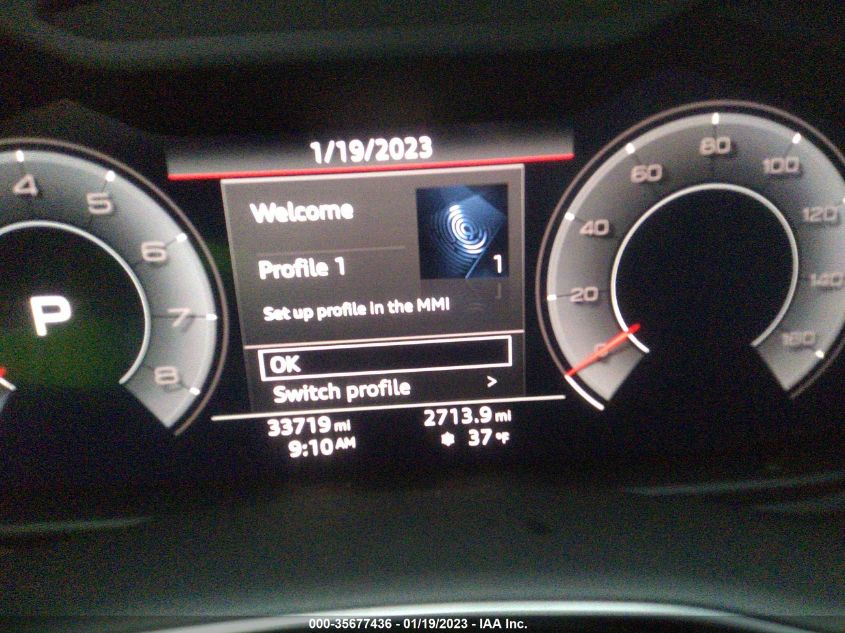 1/19/2023
Welcome
Profile 1
1
Set up profile in the MMI
OK
Switch profile >
33719 mi 2713.9 mi
9:10 AM 37 °F
4
5
6
7
8
P
0
20
40
60
80
100
120
140
160
000-35677436 - 01/19/2023 - IAA Inc.